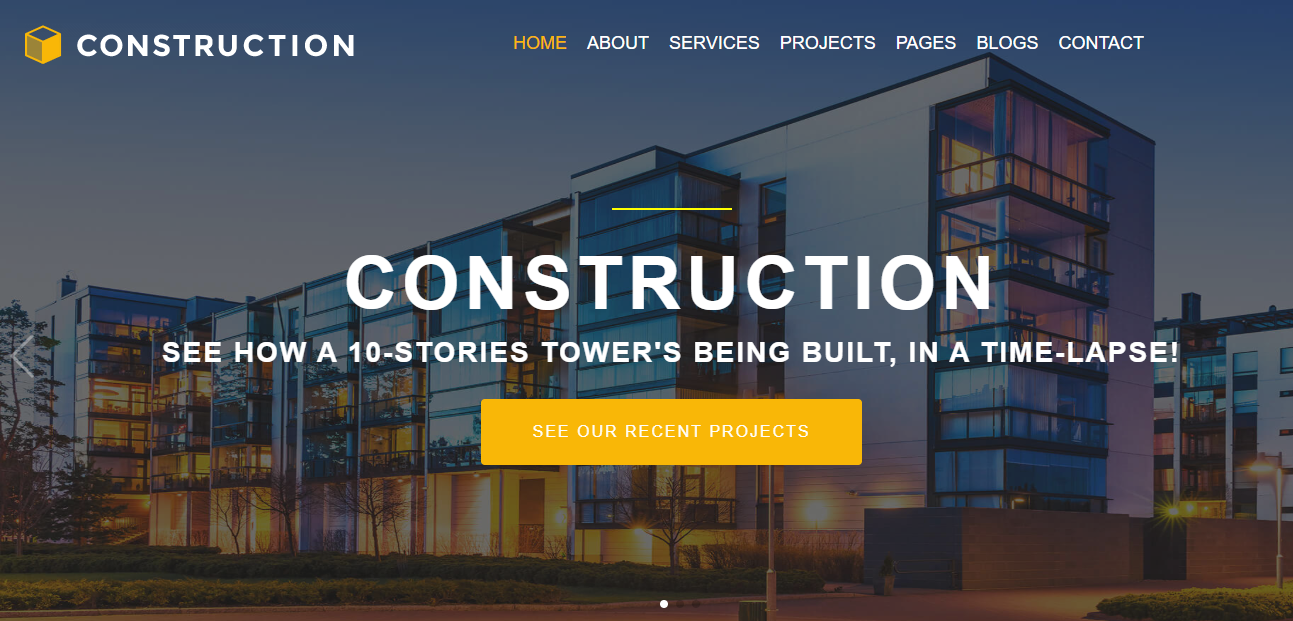 CONSTRUCTION
HOME ABOUT SERVICES PROJECTS PAGES BLOGS CONTACT
CONSTRUCTION
SEE HOW A 10-STORIES TOWER'S BEING BUILT, IN A TIME-LAPSE!
SEE OUR RECENT PROJECTS